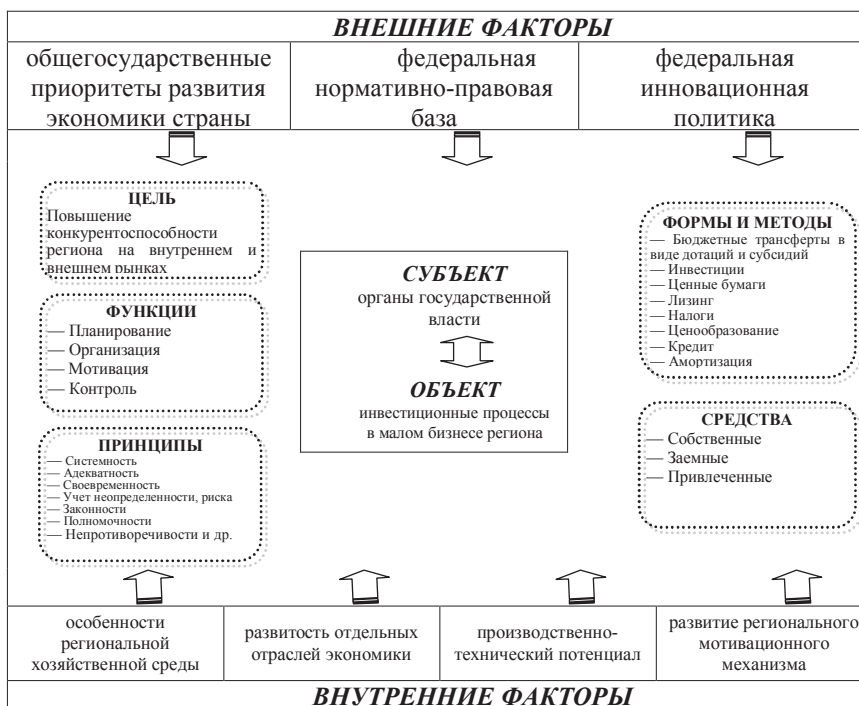 ВНЕШНИЕ ФАКТОРЫ
общегосударственные
приоритеты развития
экономики страны
федеральная
нормативно-правовая
база
федеральная
инновационная
политика
ЦЕЛЬ
Повышение
конкурентоспособности
региона на внутреннем и
внешнем рынках
ФУНКЦИИ
— Планирование
— Организация
— Мотивация
— Контроль
ПРИНЦИПЫ
— Системность
— Адекватность
— Своевременность
— Учет неопределенности, риска
— Законности
— Полномочности
— Непротиворечивости и др.
СУБЪЕКТ
органы государственной
власти
ОБЪЕКТ
инвестиционные процессы
в малом бизнесе региона
ФОРМЫ И МЕТОДЫ
— Бюджетные трансферты в
виде дотаций и субсидий
— Инвестиции
— Ценные бумаги
— Лизинг
— Налоги
— Ценообразование
— Кредит
— Амортизация
СРЕДСТВА
— Собственные
— Заемные
— Привлеченные
особенности
региональной
хозяйственной среды
развитость отдельных
отраслей экономики
производственно-
технический потенциал
развитие регионального
мотивационного
механизма
ВНУТРЕННИЕ ФАКТОРЫ